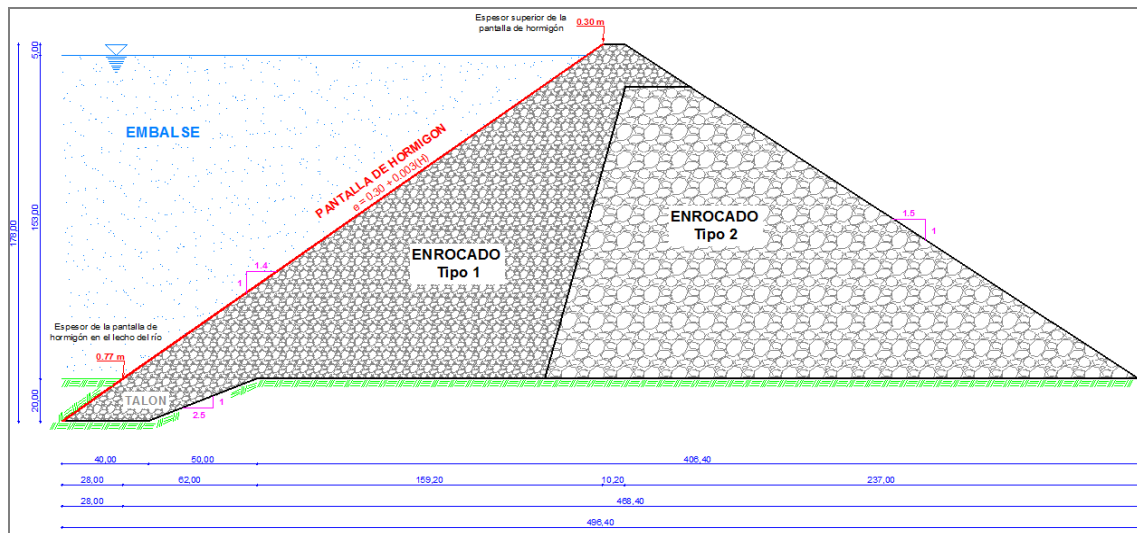 Espesor superior de la
pantalla de hormigón
0.30 m
5,00
EMBALSE
PANTALLA DE HORMIGON
e = 0.30 + 0.003(H)
153,00
178,00
ENROCADO
Tipo 2
1.5
1
ENROCADO
Tipo 1
1.4
1
Espesor de la pantalla de
hormigón en el lecho del río
0.77 m
20,00
TALON
1
2.5
40,00 50,00 406,40
28,00 62,00 159,20 10,20 237,00
28,00 468,40
496,40